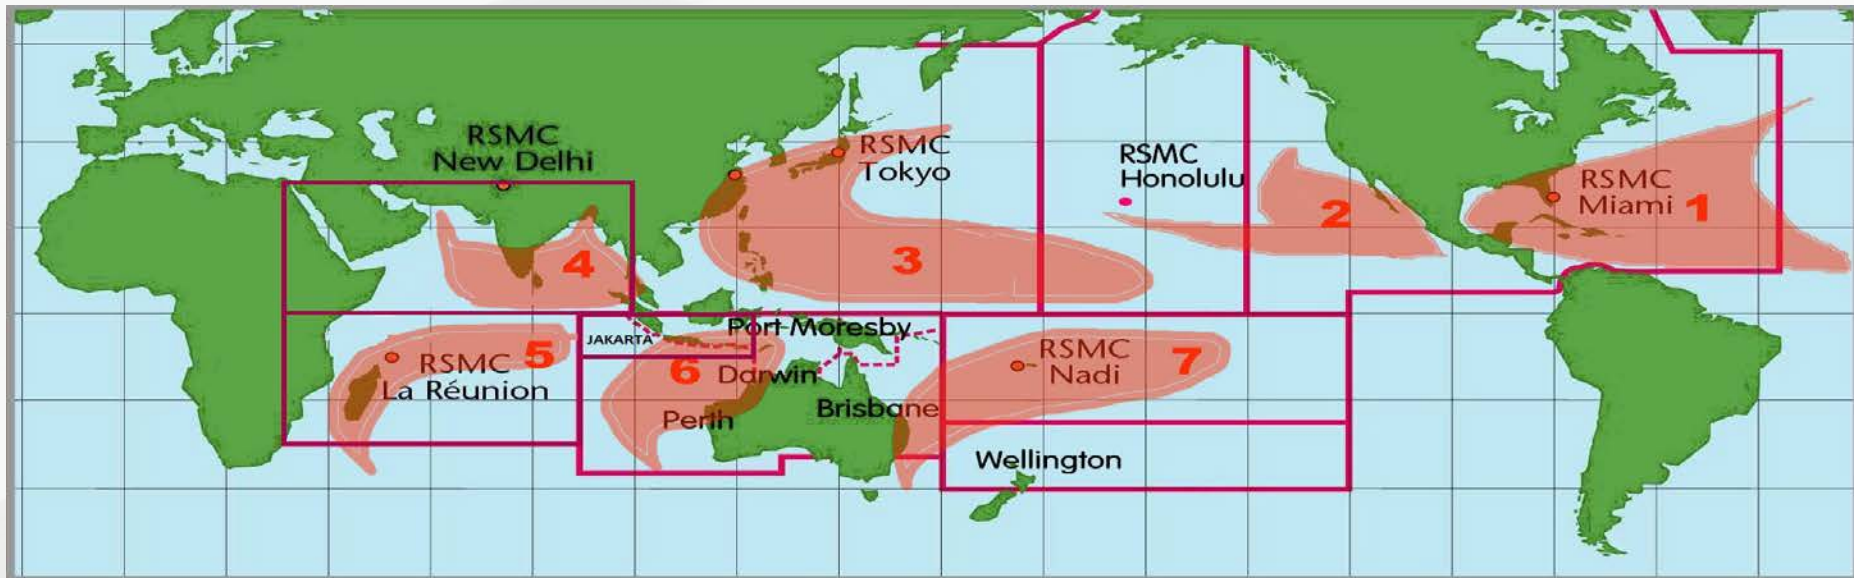 RSMC
New Delhi
RSMC
Tokyo
RSMC
Honolulu
RSMC
Miami
1
2
3
4
JAKARTA
Port Moresby
5
RSMC
La Réunion
6
Darwin
Perth
Brisbane
RSMC
Nadi
7
Wellington